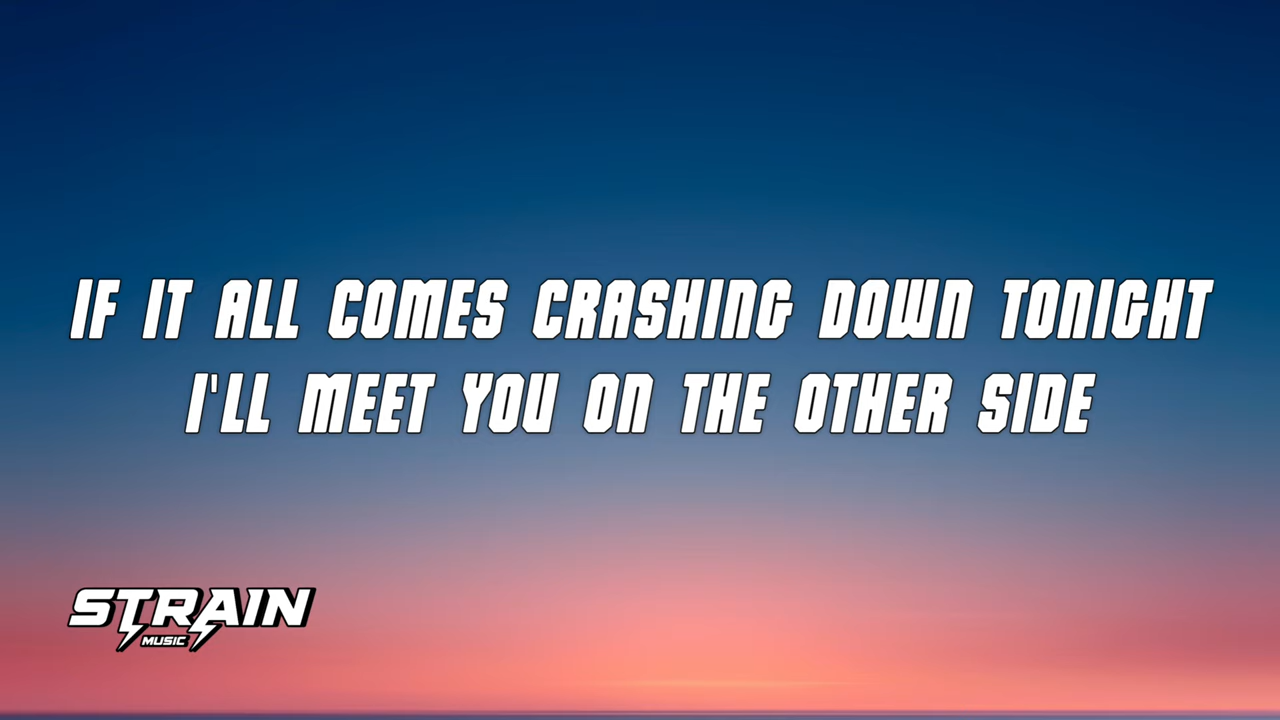 IF IT ALL COMES CRASHING DOWN TONIGHT
I'LL MEET YOU ON THE OTHER SIDE
STRAIN
MUSIC